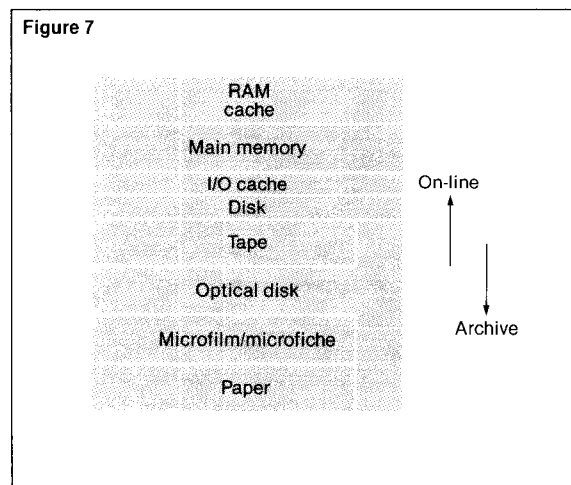 Figure 7
RAM
cache
Main memory
I/O cache
On-line
Disk
Tape
Optical disk
Archive
Microfilm/microfiche
Paper